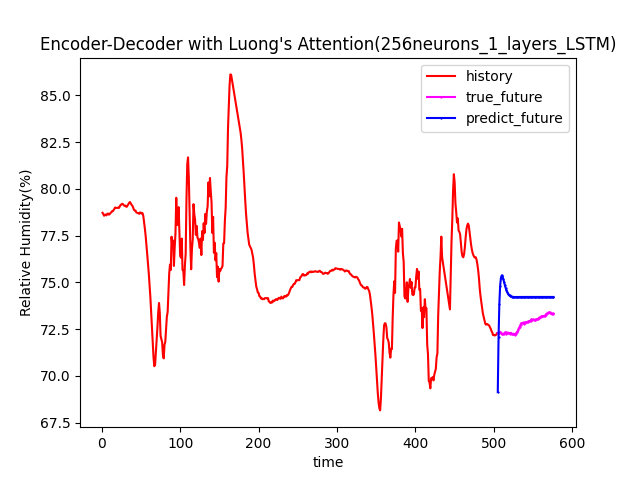 Encoder-Decoder with Luong's Attention(256neurons_1_layers_LSTM)
history
true_future
predict_future
Relative Humidity(%)
85.0
82.5
80.0
77.5
75.0
72.5
70.0
67.5
0 100 200 300 400 500 600
time